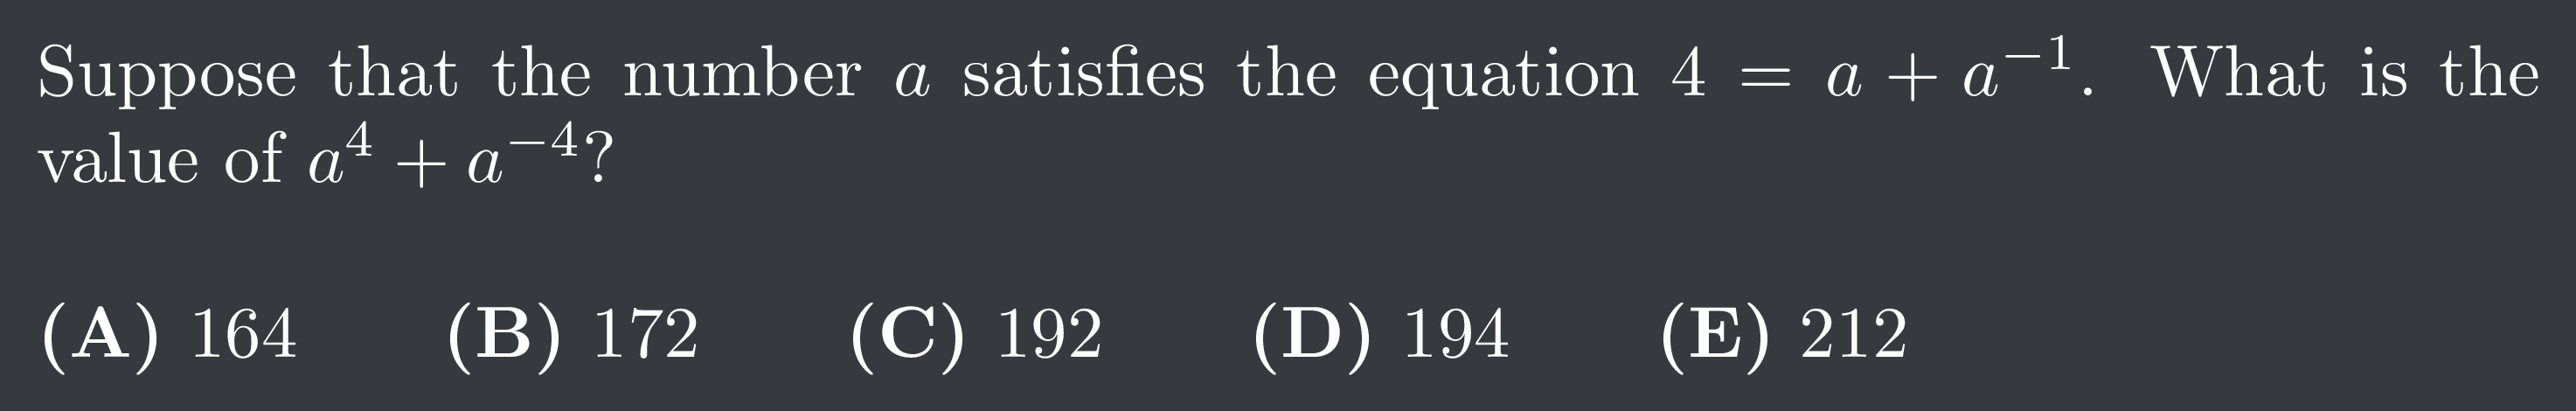 Suppose that the number a satisfies the equation 4 = a + a⁻¹. What is the
value of a⁴ + a⁻⁴?
(A) 164 (B) 172 (C) 192 (D) 194 (E) 212